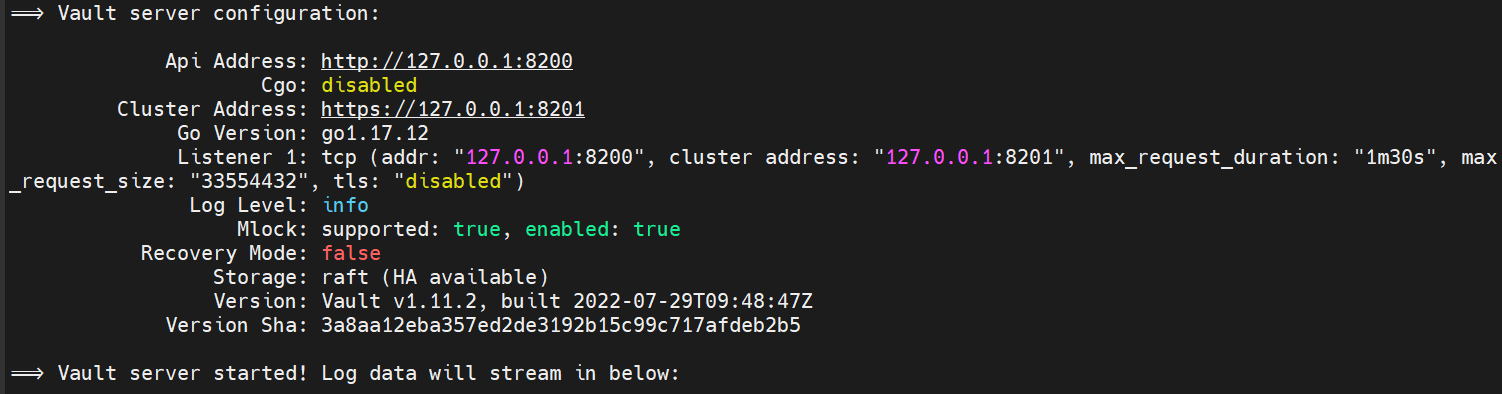 ==> Vault server configuration:
Api Address: http://127.0.0.1:8200
Cgo: disabled
Cluster Address: https://127.0.0.1:8201
Go Version: go1.17.12
Listener 1: tcp (addr: "127.0.0.1:8200", cluster address: "127.0.0.1:8201", max_request_duration: "1m30s", max
_request_size: "33554432", tls: "disabled")
Log Level: info
Mlock: supported: true, enabled: true
Recovery Mode: false
Storage: raft (HA available)
Version: Vault v1.11.2, built 2022-07-29T09:48:47Z
Version Sha: 3a8aa12eba357ed2de3192b15c99c717afdeb2b5
==> Vault server started! Log data will stream in below: